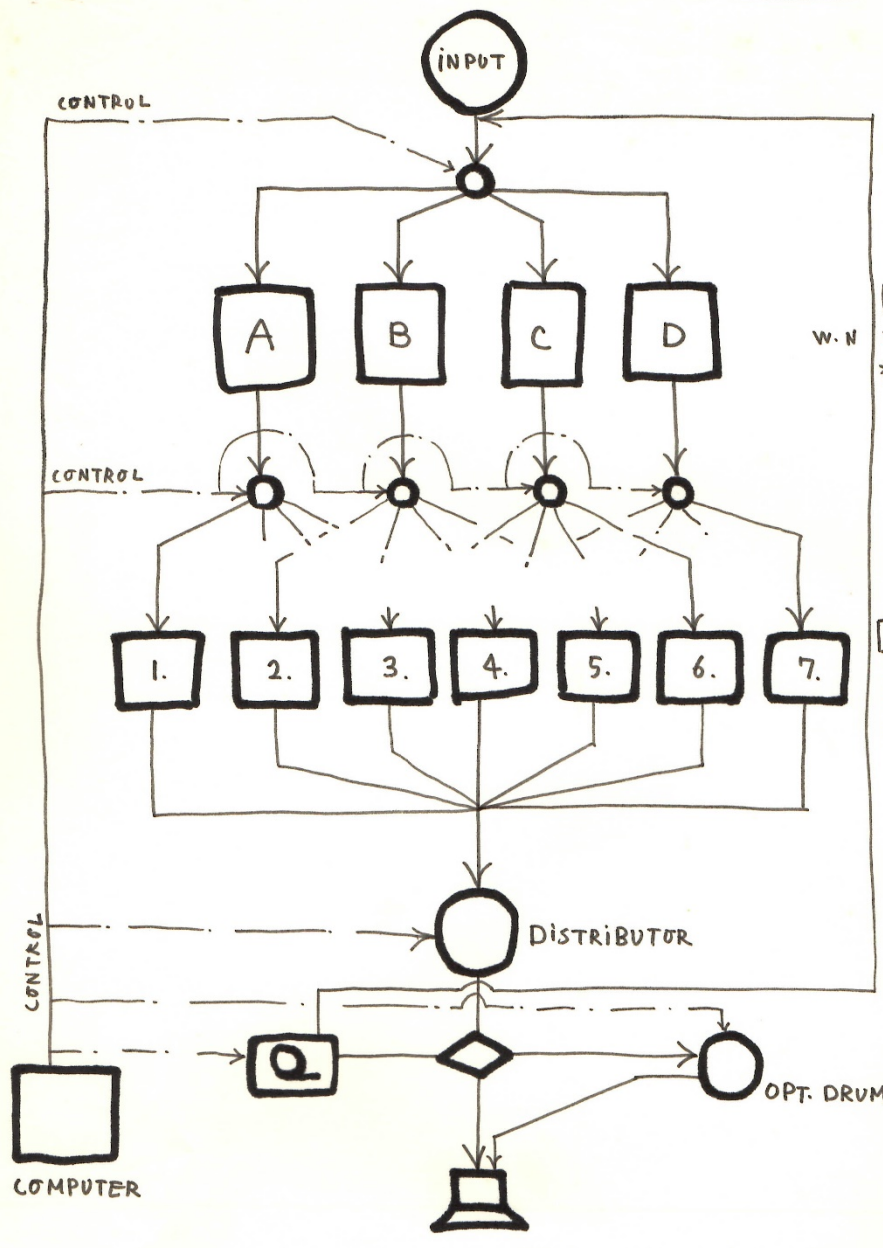 iNPUT
CONTROL
A
B
C
D
W.N
CONTROL
1.
2.
3.
4.
5.
6.
7.
CONTROL
DiSTRiBUTOR
Q
OPT. DRUM
COMPUTER